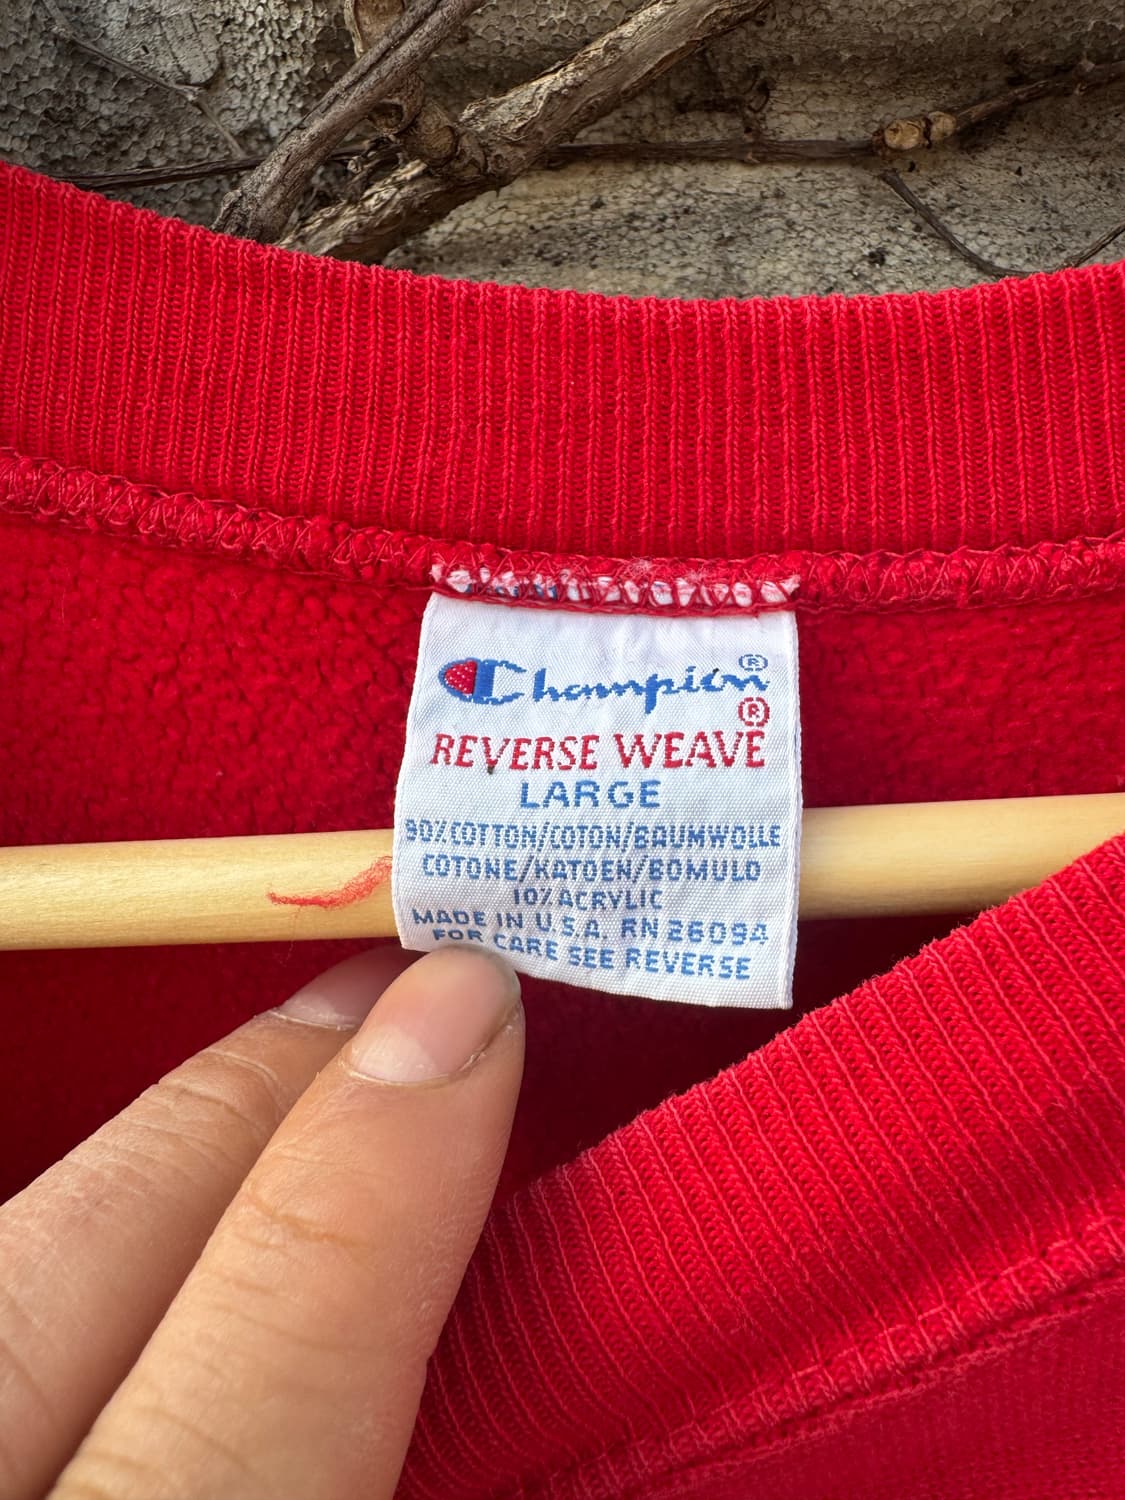 Champion®
®
REVERSE WEAVE
LARGE
90% COTTON/COTON/BAUMWOLLE
COTONE/KATOEN/BOMULD
10% ACRYLIC
MADE IN U.S.A. RN 26094
FOR CARE SEE REVERSE